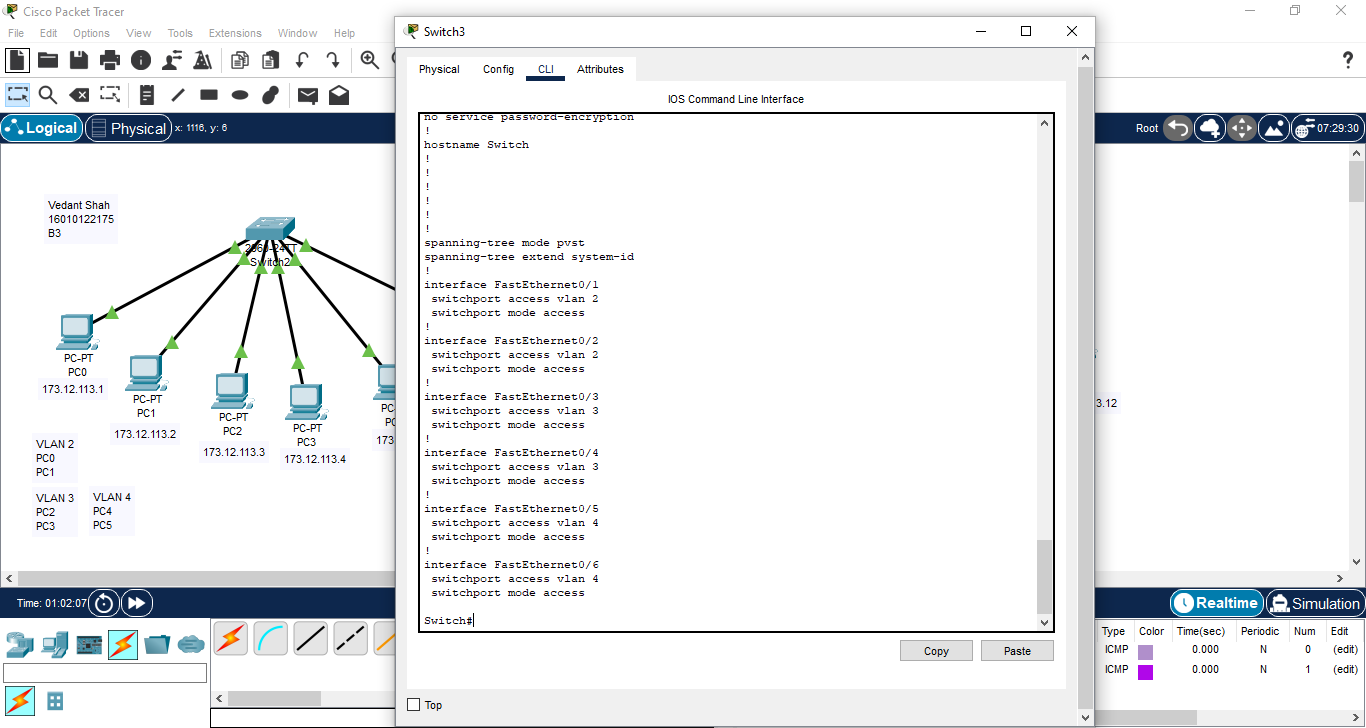 Cisco Packet Tracer
File Edit Options View Tools Extensions Window Help
Logical
Physical
x: 1116, y: 6
Root
07:29:30
Vedant Shah
16010122175
B3
Switch2
PC-PT
PC0
173.12.113.1
PC-PT
PC1
173.12.113.2
PC-PT
PC2
173.12.113.3
PC-PT
PC3
173.12.113.4
PC
173
3.12
VLAN 2
PC0
PC1
VLAN 3
PC2
PC3
VLAN 4
PC4
PC5
Switch3
Physical Config CLI Attributes
IOS Command Line Interface
no service password-encryption
!
hostname Switch
!
!
!
!
!
!
spanning-tree mode pvst
spanning-tree extend system-id
!
interface FastEthernet0/1
switchport access vlan 2
switchport mode access
!
interface FastEthernet0/2
switchport access vlan 2
switchport mode access
!
interface FastEthernet0/3
switchport access vlan 3
switchport mode access
!
interface FastEthernet0/4
switchport access vlan 3
switchport mode access
!
interface FastEthernet0/5
switchport access vlan 4
switchport mode access
!
interface FastEthernet0/6
switchport access vlan 4
switchport mode access
Switch#
Copy Paste
Top
Time: 01:02:07
Realtime
Simulation
Type Color Time(sec) Periodic Num Edit
ICMP 0.000 N 0 (edit)
ICMP 0.000 N 1 (edit)